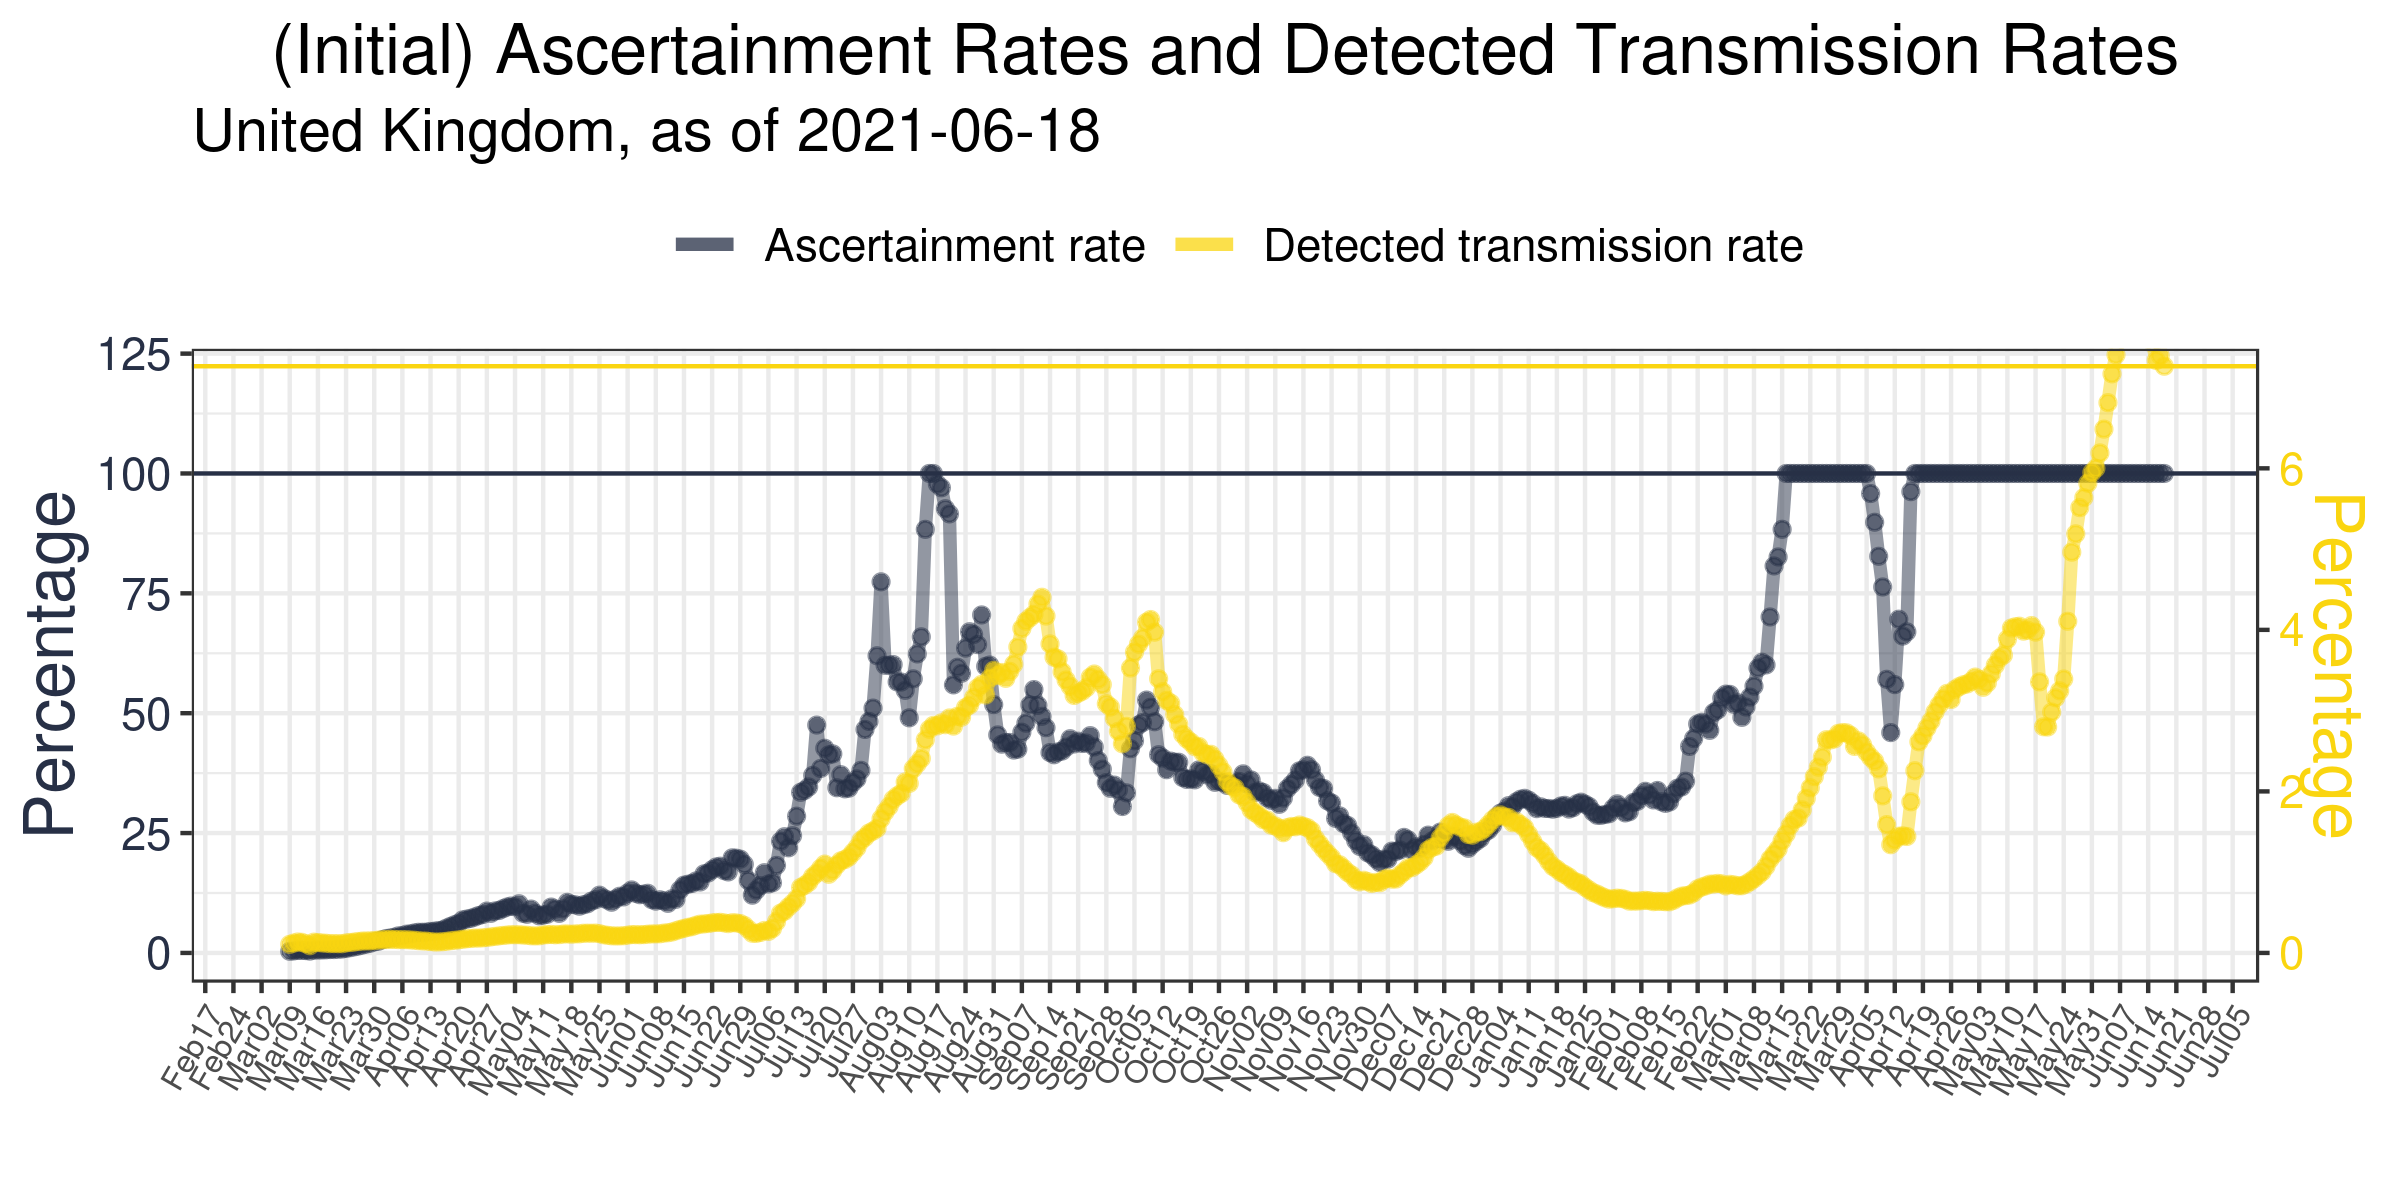 (Initial) Ascertainment Rates and Detected Transmission Rates
United Kingdom, as of 2021-06-18
Ascertainment rate
Detected transmission rate
Percentage
125
100
75
50
25
0
6
4
2
0
Percentage
Feb17
Feb24
Mar02
Mar09
Mar16
Mar23
Mar30
Apr06
Apr13
Apr20
Apr27
May04
May11
May18
May25
Jun01
Jun08
Jun15
Jun22
Jun29
Jul06
Jul13
Jul20
Jul27
Aug03
Aug10
Aug17
Aug24
Aug31
Sep07
Sep14
Sep21
Sep28
Oct05
Oct12
Oct19
Oct26
Nov02
Nov09
Nov16
Nov23
Nov30
Dec07
Dec14
Dec21
Dec28
Jan04
Jan11
Jan18
Jan25
Feb01
Feb08
Feb15
Feb22
Mar01
Mar08
Mar15
Mar22
Mar29
Apr05
Apr12
Apr19
Apr26
May03
May10
May17
May24
May31
Jun07
Jun14
Jun21
Jun28
Jul05